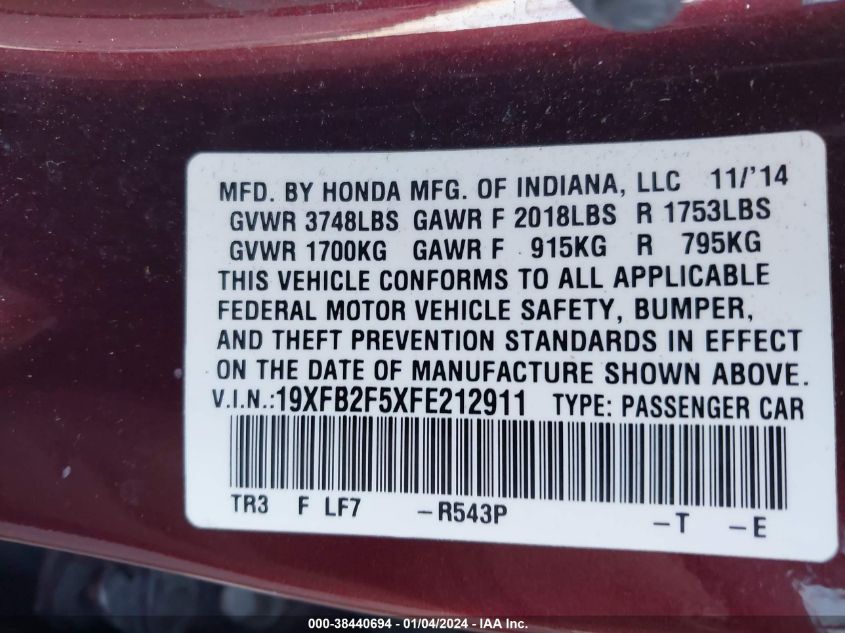 MFD. BY HONDA MFG. OF INDIANA, LLC 11/'14
GVWR 3748LBS GAWR F 2018LBS R 1753LBS
GVWR 1700KG GAWR F 915KG R 795KG
THIS VEHICLE CONFORMS TO ALL APPLICABLE
FEDERAL MOTOR VEHICLE SAFETY, BUMPER,
AND THEFT PREVENTION STANDARDS IN EFFECT
ON THE DATE OF MANUFACTURE SHOWN ABOVE.
V.I.N.:19XFB2F5XFE212911 TYPE: PASSENGER CAR
TR3 F LF7 -R543P -T -E
000-38440694 - 01/04/2024 - IAA Inc.